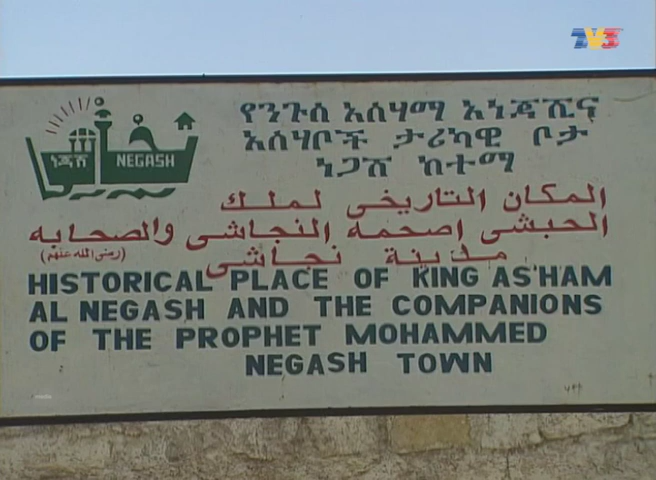 TV3
ነጋሽ
NEGASH
የንጉስ አስሃማ አነጃሺና
አስሃቦች ታሪካዊ ቦታ
ነጋሽ ከተማ
المكان التاريخى لملك
الحبشى اصحمه النجاشى والصحابه
(رضى الله عنهم)
مدينة نجاشى
HISTORICAL PLACE OF KING AS'HAM
AL NEGASH AND THE COMPANIONS
OF THE PROPHET MOHAMMED
NEGASH TOWN